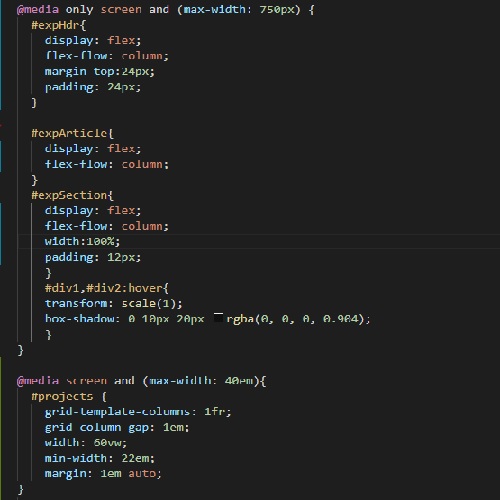 @media only screen and (max-width: 750px) {
#expHdr{
display: flex;
flex-flow: column;
margin-top:24px;
padding: 24px;
}
#expArticle{
display: flex;
flex-flow: column;
}
#expSection{
display: flex;
flex-flow: column;
width:100%;
padding: 12px;
}
#div1,#div2:hover{
transform: scale(1);
box-shadow: 0 10px 20px rgba(0, 0, 0, 0.904);
}
}
@media screen and (max-width: 40em){
#projects {
grid-template-columns: 1fr;
grid-column-gap: 1em;
width: 60vw;
min-width: 22em;
margin: 1em auto;
}